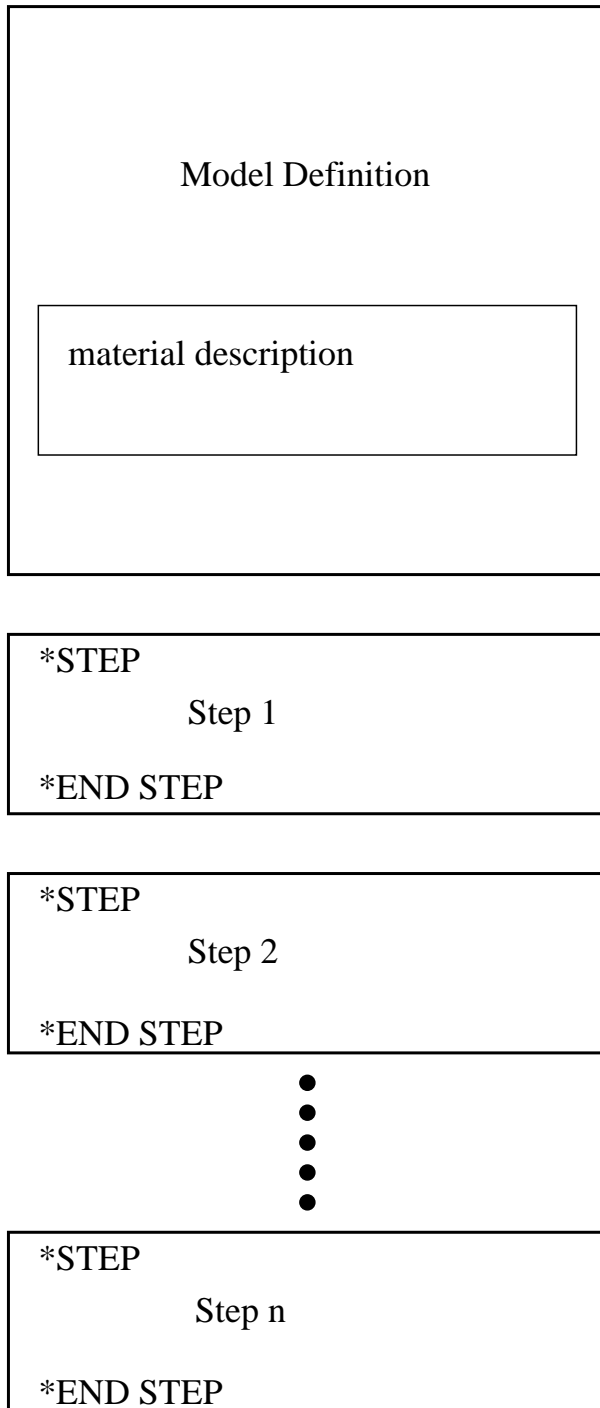 Model Definition
material description
*STEP
Step 1
*END STEP
*STEP
Step 2
*END STEP
*STEP
Step n
*END STEP